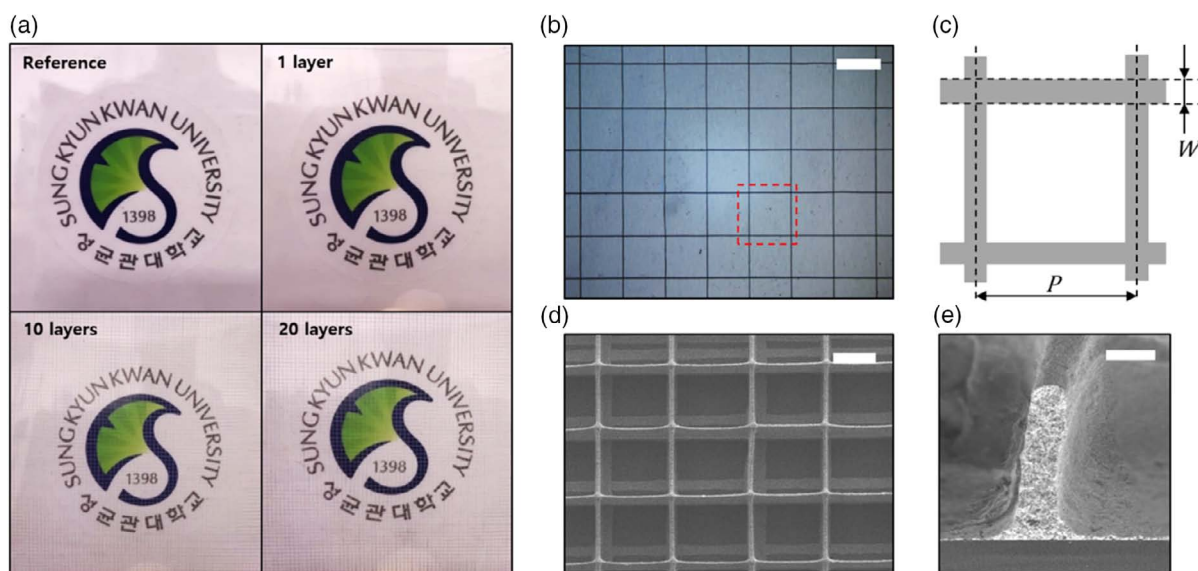 (a)
Reference
SUNGKYUNKWAN UNIVERSITY
1398
성균관대학교
1 layer
SUNGKYUNKWAN UNIVERSITY
1398
성균관대학교
10 layers
SUNGKYUNKWAN UNIVERSITY
1398
성균관대학교
20 layers
SUNGKYUNKWAN UNIVERSITY
1398
성균관대학교
(b)
(c)
W
P
(d)
(e)